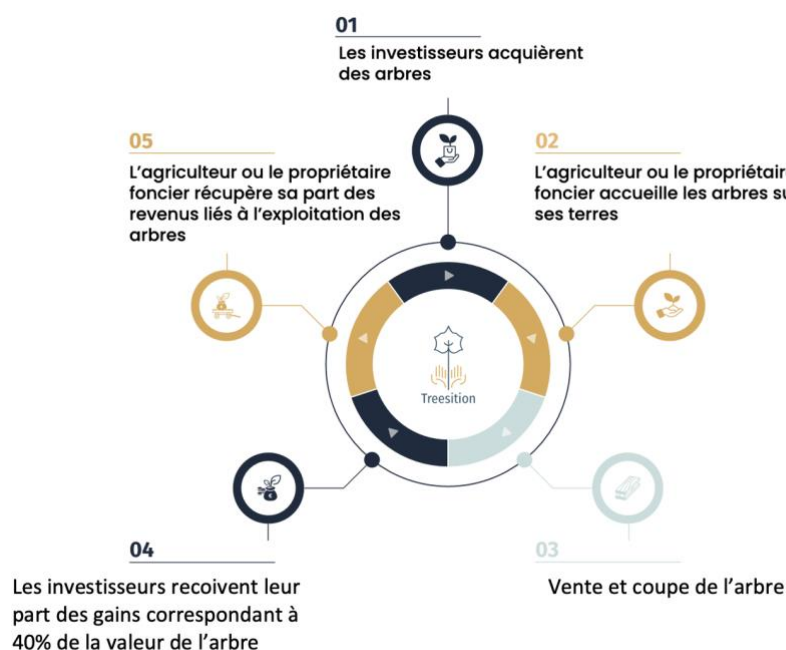 01
Les investisseurs acquièrent
des arbres
05
L'agriculteur ou le propriétaire
foncier récupère sa part des
revenus liés à l'exploitation des
arbres
02
L'agriculteur ou le propriétair
foncier accueille les arbres su
ses terres
Treesition
04
Les investisseurs recoivent leur
part des gains correspondant à
40% de la valeur de l'arbre
03
Vente et coupe de l'arbre